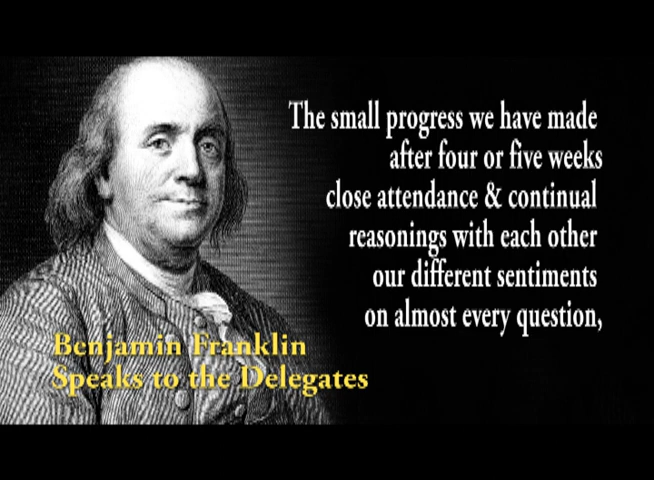 The small progress we have made
after four or five weeks
close attendance & continual
reasonings with each other
our different sentiments
on almost every question,
Benjamin Franklin
Speaks to the Delegates